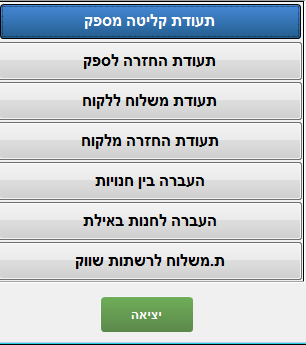 תעודת קליטה מספק
תעודת החזרה לספק
תעודת משלוח ללקוח
תעודת החזרה מלקוח
העברה בין חנויות
העברה לחנות באילת
ת.משלוח לרשתות שווק
יציאה